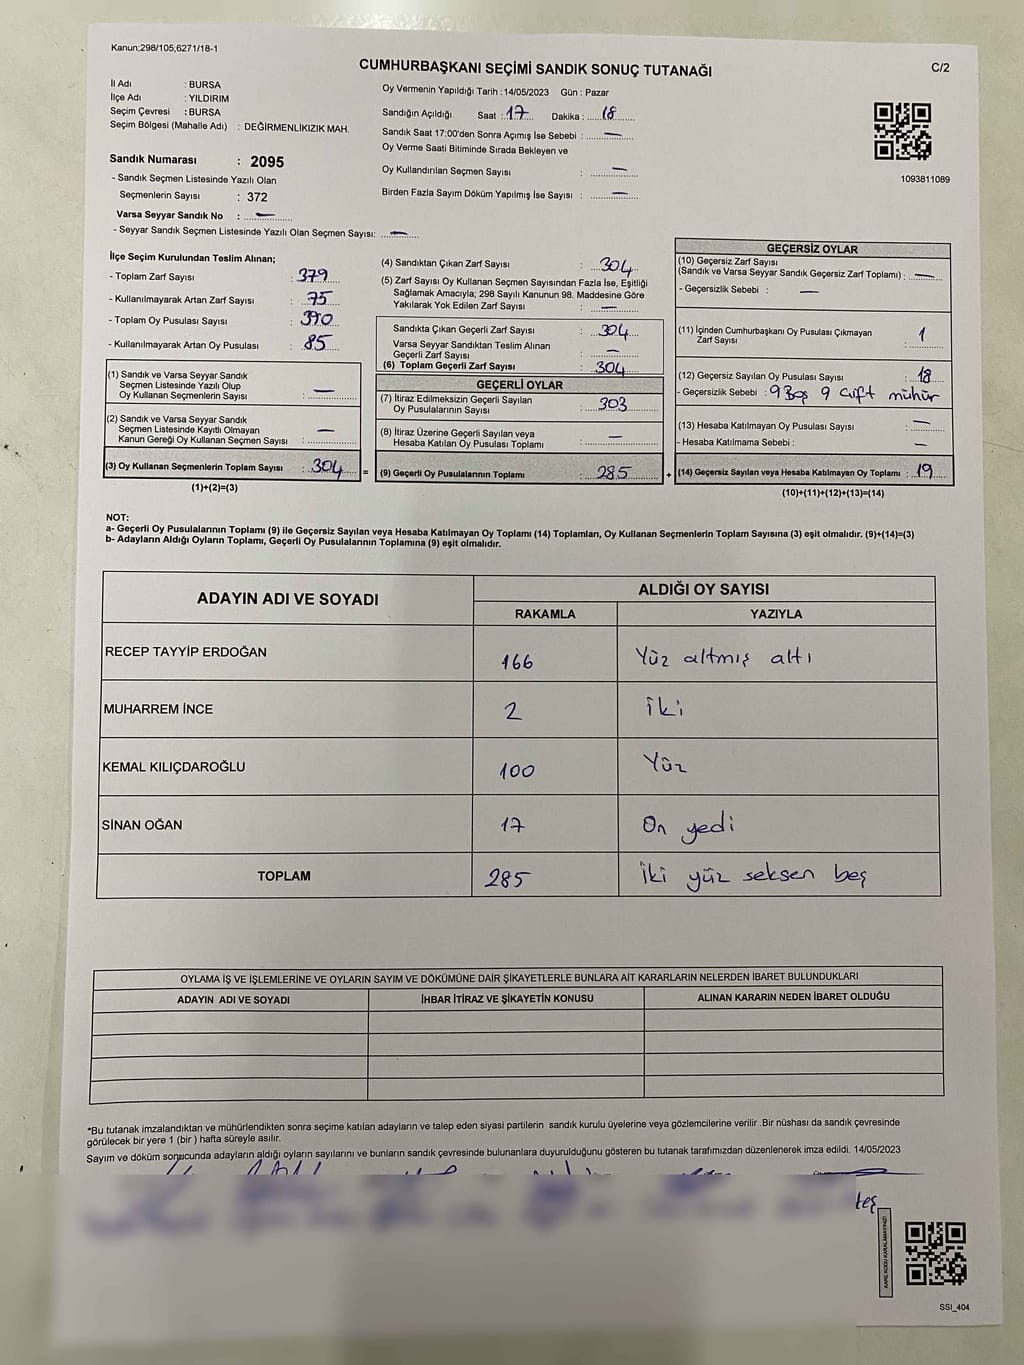 Kanun;298/105,6271/18-1
CUMHURBAŞKANI SEÇİMİ SANDIK SONUÇ TUTANAĞI
C/2
İl Adı : BURSA
İlçe Adı : YILDIRIM
Seçim Çevresi : BURSA
Seçim Bölgesi (Mahalle Adı) : DEĞİRMENLİKIZIK MAH.
Sandık Numarası : 2095
- Sandık Seçmen Listesinde Yazılı Olan
Seçmenlerin Sayısı : 372
Varsa Seyyar Sandık No : —
- Seyyar Sandık Seçmen Listesinde Yazılı Olan Seçmen Sayısı: —
Oy Vermenin Yapıldığı Tarih : 14/05/2023 Gün : Pazar
Sandığın Açıldığı Saat : 17 Dakika : 18
Sandık Saat 17:00'den Sonra Açımış İse Sebebi : —
Oy Verme Saati Bitiminde Sırada Bekleyen ve
Oy Kullandırılan Seçmen Sayısı : —
Birden Fazla Sayım Döküm Yapılmış İse Sayısı : —
1093811089
İlçe Seçim Kurulundan Teslim Alınan;
- Toplam Zarf Sayısı : 379
- Kullanılmayarak Artan Zarf Sayısı : 75
- Toplam Oy Pusulası Sayısı : 390
- Kullanılmayarak Artan Oy Pusulası : 85
(1) Sandık ve Varsa Seyyar Sandık
Seçmen Listesinde Yazılı Olup
Oy Kullanan Seçmenlerin Sayısı : —
(2) Sandık ve Varsa Seyyar Sandık
Seçmen Listesinde Kayıtlı Olmayan
Kanun Gereği Oy Kullanan Seçmen Sayısı : —
(3) Oy Kullanan Seçmenlerin Toplam Sayısı : 304 =
(1)+(2)=(3)
(4) Sandıktan Çıkan Zarf Sayısı : 304
(5) Zarf Sayısı Oy Kullanan Seçmen Sayısından Fazla İse, Eşitliği
Sağlamak Amacıyla; 298 Sayılı Kanunun 98. Maddesine Göre
Yakılarak Yok Edilen Zarf Sayısı : —
Sandıkta Çıkan Geçerli Zarf Sayısı : 304
Varsa Seyyar Sandıktan Teslim Alınan
Geçerli Zarf Sayısı : —
(6) Toplam Geçerli Zarf Sayısı : 304
GEÇERLİ OYLAR
(7) İtiraz Edilmeksizin Geçerli Sayılan
Oy Pusulalarının Sayısı : 303
(8) İtiraz Üzerine Geçerli Sayılan veya
Hesaba Katılan Oy Pusulası Toplamı : —
(9) Geçerli Oy Pusulalarının Toplamı : 285 +
GEÇERSİZ OYLAR
(10) Geçersiz Zarf Sayısı
(Sandık ve Varsa Seyyar Sandık Geçersiz Zarf Toplamı) : —
- Geçersizlik Sebebi : —
(11) İçinden Cumhurbaşkanı Oy Pusulası Çıkmayan
Zarf Sayısı : 1
(12) Geçersiz Sayılan Oy Pusulası Sayısı : 18
- Geçersizlik Sebebi : 9 Boş 9 çift mühür
(13) Hesaba Katılmayan Oy Pusulası Sayısı : —
- Hesaba Katılmama Sebebi : —
(14) Geçersiz Sayılan veya Hesaba Katılmayan Oy Toplamı : 19
(10)+(11)+(12)+(13)=(14)
NOT:
a- Geçerli Oy Pusulalarının Toplamı (9) ile Geçersiz Sayılan veya Hesaba Katılmayan Oy Toplamı (14) Toplamları, Oy Kullanan Seçmenlerin Toplam Sayısına (3) eşit olmalıdır. (9)+(14)=(3)
b- Adayların Aldığı Oyların Toplamı, Geçerli Oy Pusulalarının Toplamına (9) eşit olmalıdır.
ADAYIN ADI VE SOYADI
ALDIĞI OY SAYISI
RAKAMLA YAZIYLA
RECEP TAYYİP ERDOĞAN 166 Yüz altmış altı
MUHARREM İNCE 2 İki
KEMAL KILIÇDAROĞLU 100 Yüz
SİNAN OĞAN 17 On yedi
TOPLAM 285 İki yüz seksen beş
OYLAMA İŞ VE İŞLEMLERİNE VE OYLARIN SAYIM VE DÖKÜMÜNE DAİR ŞİKAYETLERLE BUNLARA AİT KARARLARIN NELERDEN İBARET BULUNDUKLARI
ADAYIN ADI VE SOYADI İHBAR İTİRAZ VE ŞİKAYETİN KONUSU ALINAN KARARIN NEDEN İBARET OLDUĞU
*Bu tutanak imzalandıktan ve mühürlendikten sonra seçime katılan adayların ve talep eden siyasi partilerin sandık kurulu üyelerine veya gözlemcilerine verilir .Bir nüshası da sandık çevresinde
görülecek bir yere 1 (bir ) hafta süreyle asılır.
Sayım ve döküm sonucunda adayların aldığı oyların sayılarını ve bunların sandık çevresinde bulunanlara duyurulduğunu gösteren bu tutanak tarafımızdan düzenlenerek imza edildi. 14/05/2023
teş
KARE KODU KARALAMAYINIZ!
SSI_404